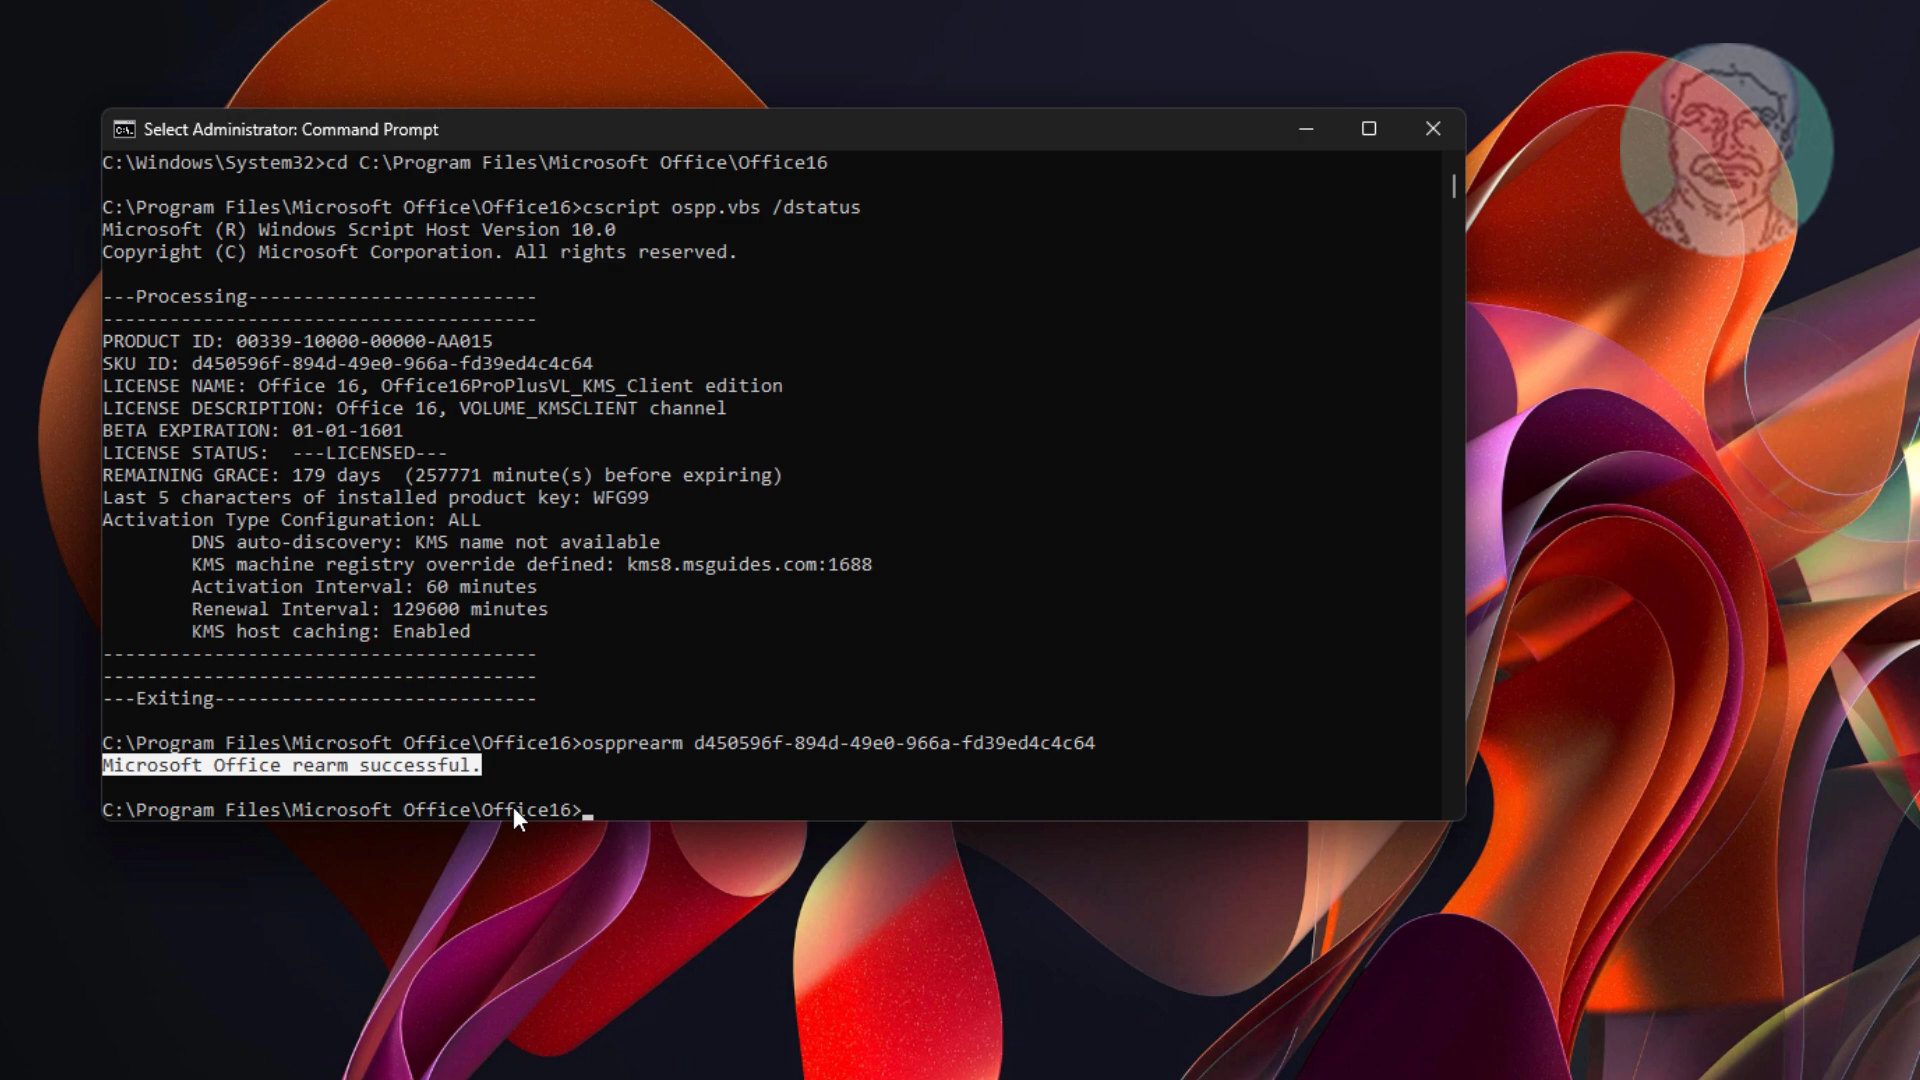 Select Administrator: Command Prompt
C:\Windows\System32>cd C:\Program Files\Microsoft Office\Office16
C:\Program Files\Microsoft Office\Office16>cscript ospp.vbs /dstatus
Microsoft (R) Windows Script Host Version 10.0
Copyright (C) Microsoft Corporation. All rights reserved.
---Processing--------------------------
---------------------------------------
PRODUCT ID: 00339-10000-00000-AA015
SKU ID: d450596f-894d-49e0-966a-fd39ed4c4c64
LICENSE NAME: Office 16, Office16ProPlusVL_KMS_Client edition
LICENSE DESCRIPTION: Office 16, VOLUME_KMSCLIENT channel
BETA EXPIRATION: 01-01-1601
LICENSE STATUS:  ---LICENSED---
REMAINING GRACE: 179 days  (257771 minute(s) before expiring)
Last 5 characters of installed product key: WFG99
Activation Type Configuration: ALL
DNS auto-discovery: KMS name not available
KMS machine registry override defined: kms8.msguides.com:1688
Activation Interval: 60 minutes
Renewal Interval: 129600 minutes
KMS host caching: Enabled
---------------------------------------
---------------------------------------
---Exiting-----------------------------
C:\Program Files\Microsoft Office\Office16>ospprearm d450596f-894d-49e0-966a-fd39ed4c4c64
Microsoft Office rearm successful.
C:\Program Files\Microsoft Office\Office16>